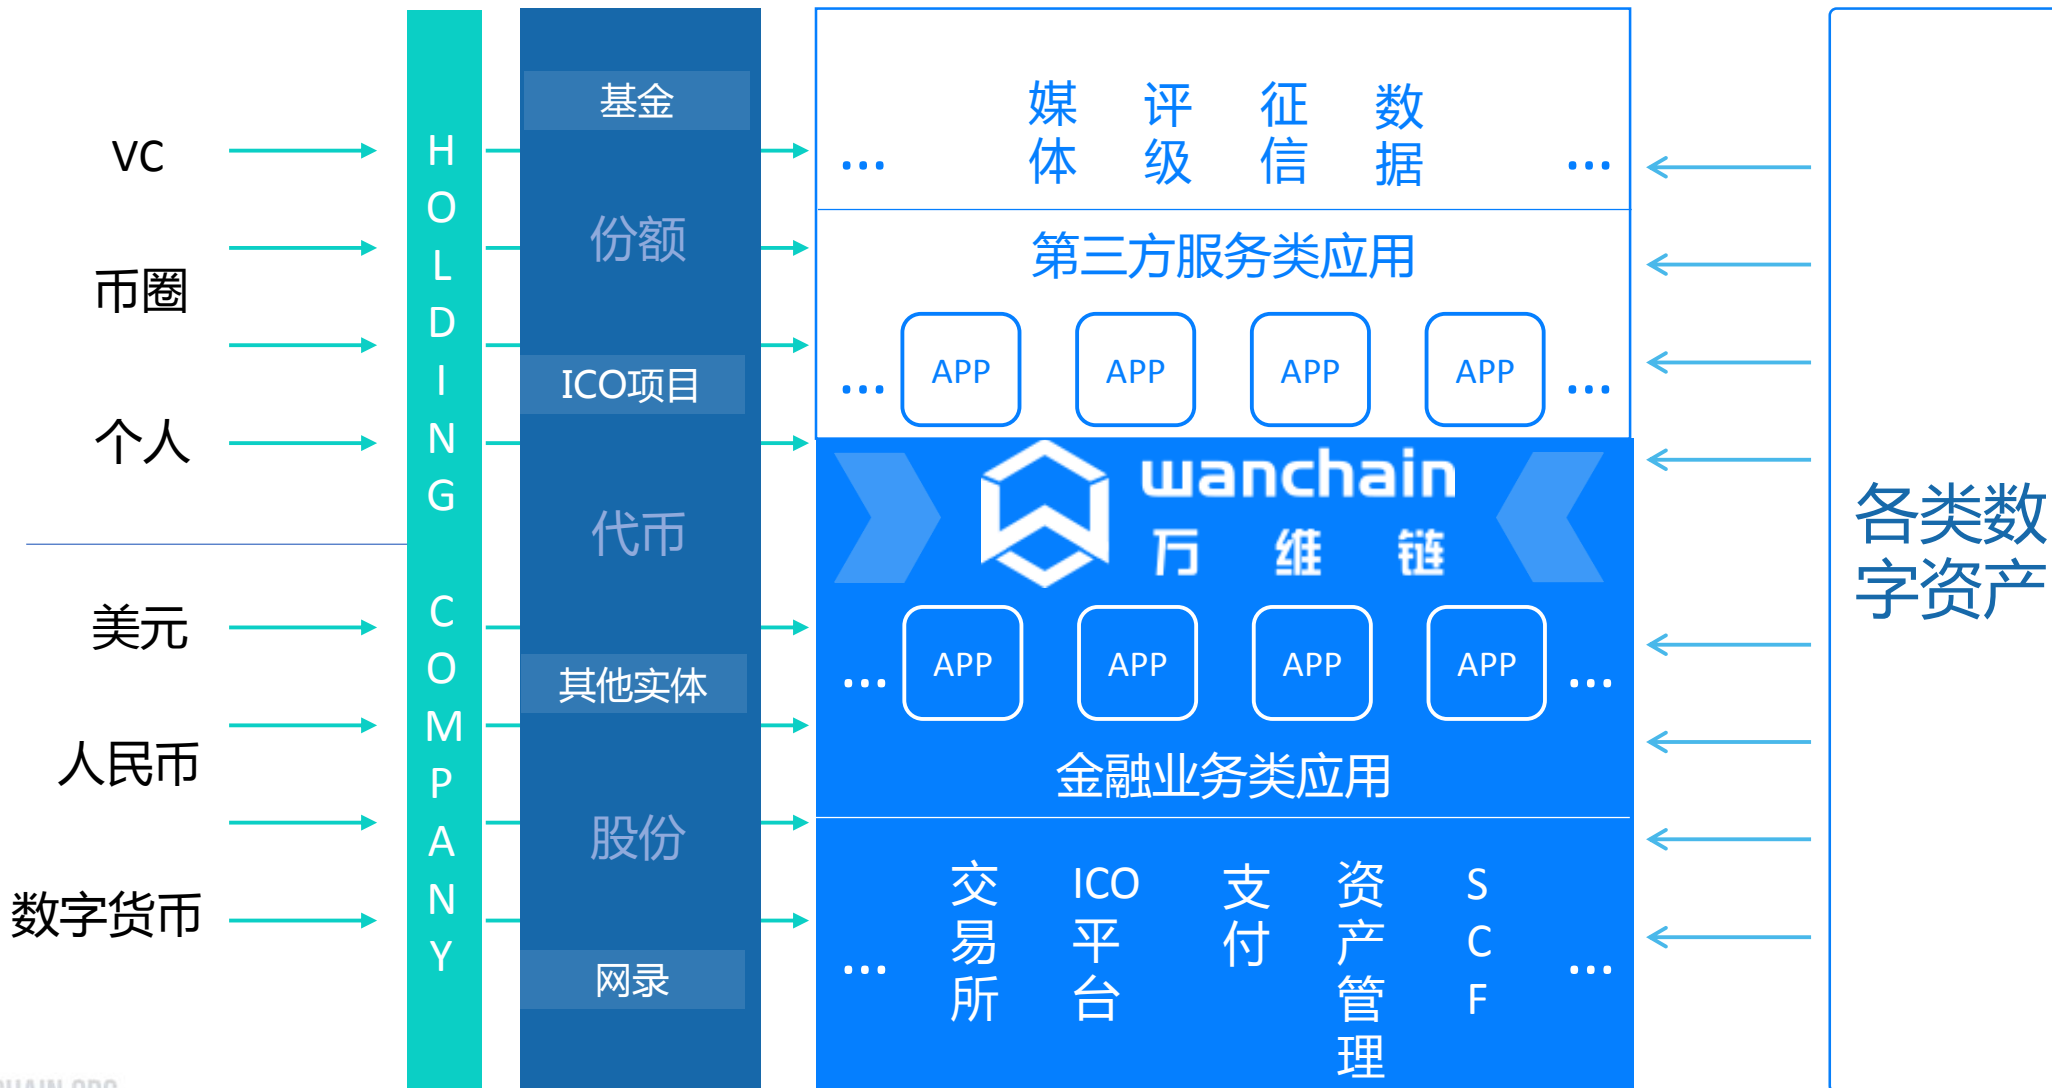 VC
币圈
个人
美元
人民币
数字货币
HOLDING COMPANY
基金
份额
ICO项目
代币
其他实体
股份
网录
... 媒体 评级 征信 数据 ...
第三方服务类应用
... APP APP APP APP ...
wanchain
万维链
... APP APP APP APP ...
金融业务类应用
... 交易所 ICO平台 支付 资产管理 SCF ...
各类数
字资产